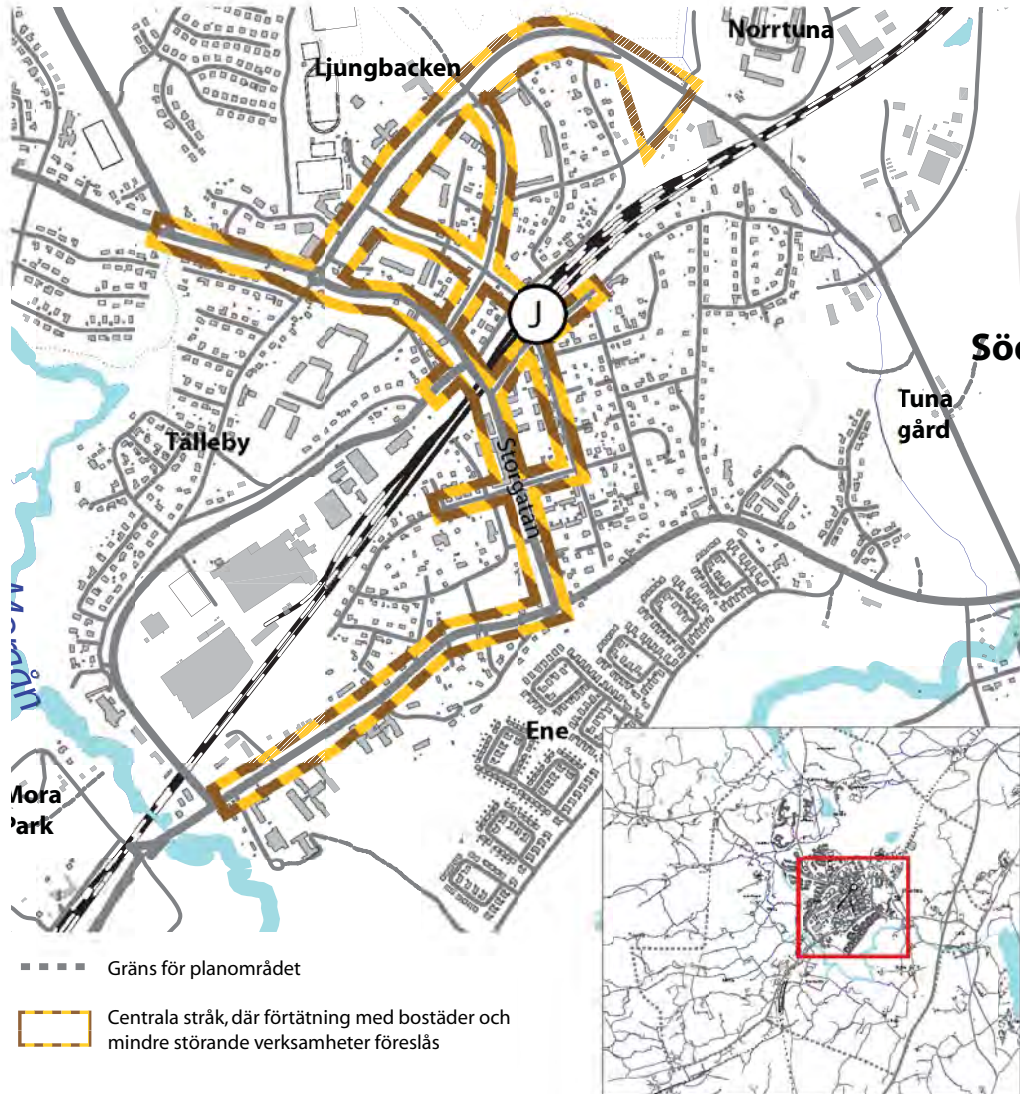 Norrtuna
Ljungbacken
J
Söd
Tuna
gård
Tälleby
Storgatan
Moraån
Ene
Mora
Park
Gräns för planområdet
Centrala stråk, där förtätning med bostäder och
mindre störande verksamheter föreslås